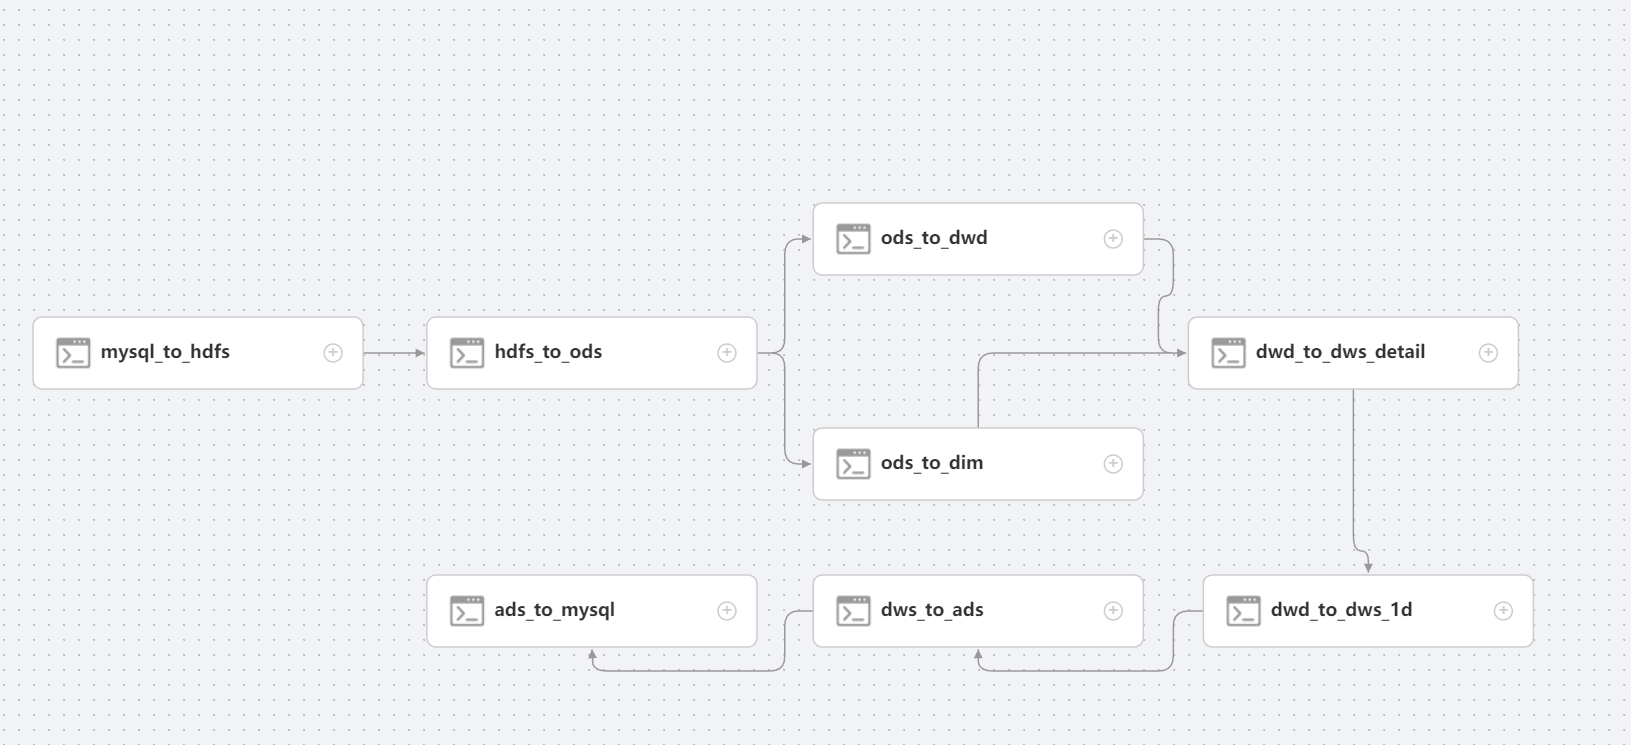 mysql_to_hdfs
hdfs_to_ods
ods_to_dwd
ods_to_dim
dwd_to_dws_detail
dwd_to_dws_1d
dws_to_ads
ads_to_mysql